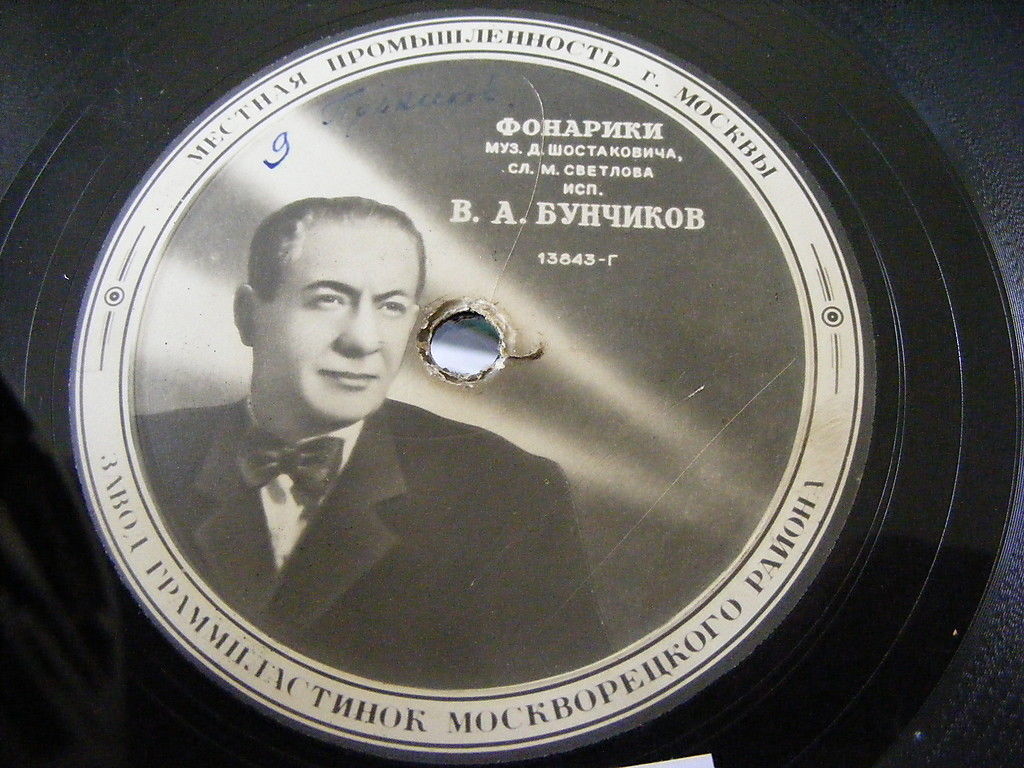 МЕСТНАЯ ПРОМЫШЛЕННОСТЬ Г. МОСКВЫ
9
ФОНАРИКИ
МУЗ. Д. ШОСТАКОВИЧА,
СЛ. М. СВЕТЛОВА
ИСП.
В. А. БУНЧИКОВ
13843-Г
ЗАВОД ГРАММПЛАСТИНОК МОСКВОРЕЦКОГО РАЙОНА